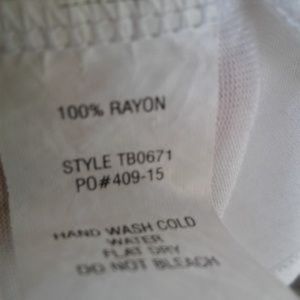 100% RAYON
STYLE TB0671
PO#409-15
HAND WASH COLD
WATER
FLAT DRY
DO NOT BLEACH